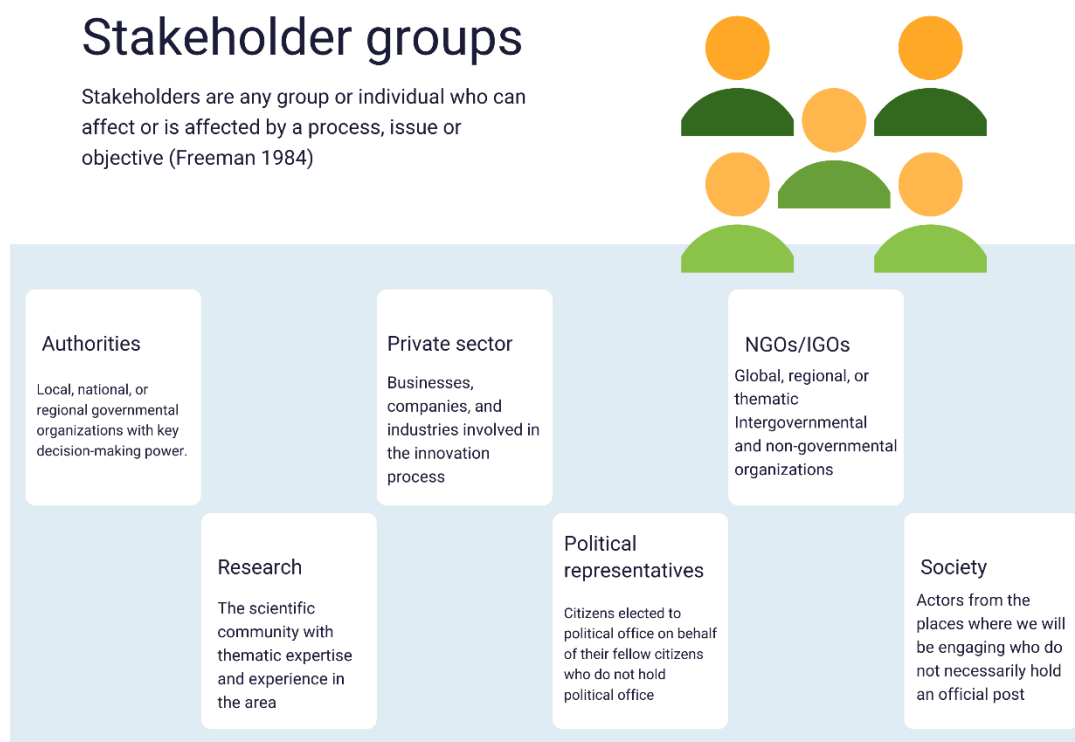 Stakeholder groups
Stakeholders are any group or individual who can
affect or is affected by a process, issue or
objective (Freeman 1984)
Authorities
Local, national, or
regional governmental
organizations with key
decision-making power.
Private sector
Businesses,
companies, and
industries involved in
the innovation
process
NGOs/IGOs
Global, regional, or
thematic
Intergovernmental
and non-governmental
organizations
Research
The scientific
community with
thematic expertise
and experience in
the area
Political
representatives
Citizens elected to
political office on behalf
of their fellow citizens
who do not hold
political office
Society
Actors from the
places where we will
be engaging who do
not necessarily hold
an official post